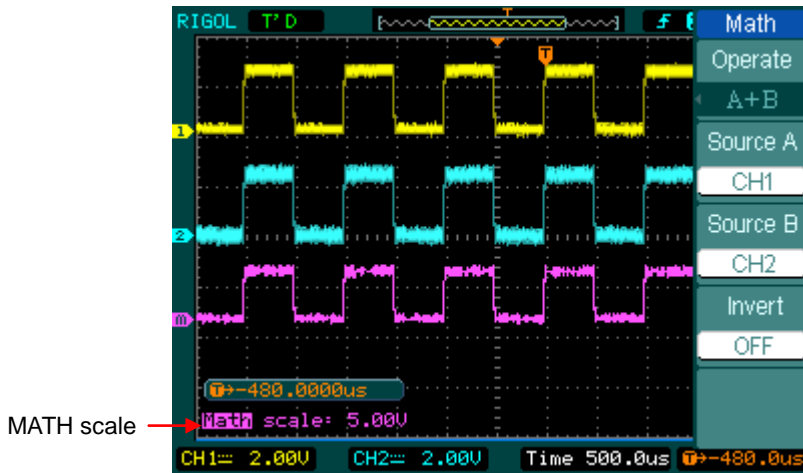 RIGOL T'D T Math
Operate
T
A+B
1
Source A
CH1
Source B
2
CH2
Invert
m
OFF
T→-480.0000us
MATH scale Math scale: 5.00V
CH1 2.00V CH2 2.00V Time 500.0us T→-480.0us